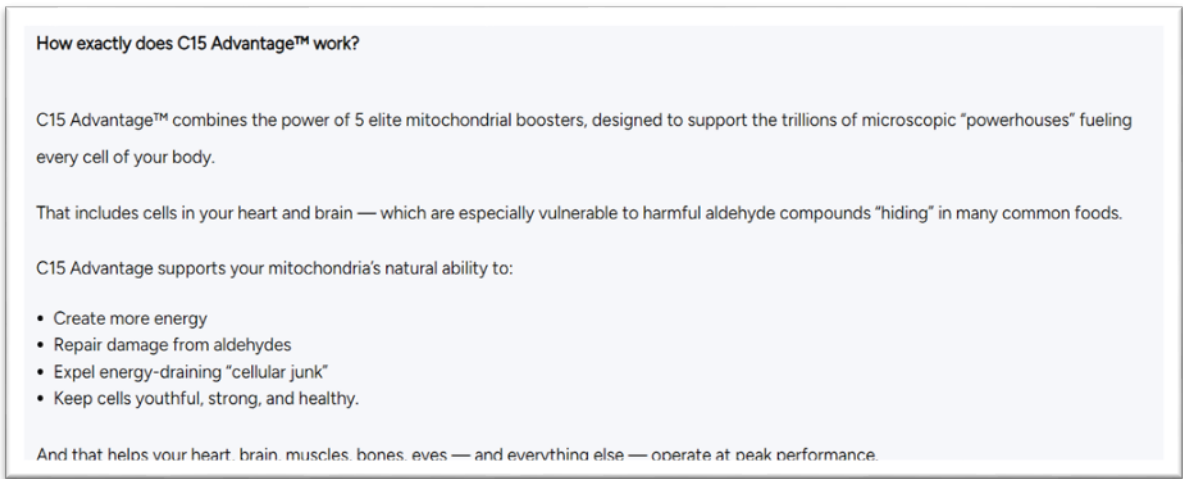 How exactly does C15 Advantage™ work?
C15 Advantage™ combines the power of 5 elite mitochondrial boosters, designed to support the trillions of microscopic “powerhouses” fueling
every cell of your body.
That includes cells in your heart and brain — which are especially vulnerable to harmful aldehyde compounds “hiding” in many common foods.
C15 Advantage supports your mitochondria’s natural ability to:
• Create more energy
• Repair damage from aldehydes
• Expel energy-draining “cellular junk”
• Keep cells youthful, strong, and healthy.
And that helps your heart, brain, muscles, bones, eyes — and everything else — operate at peak performance.